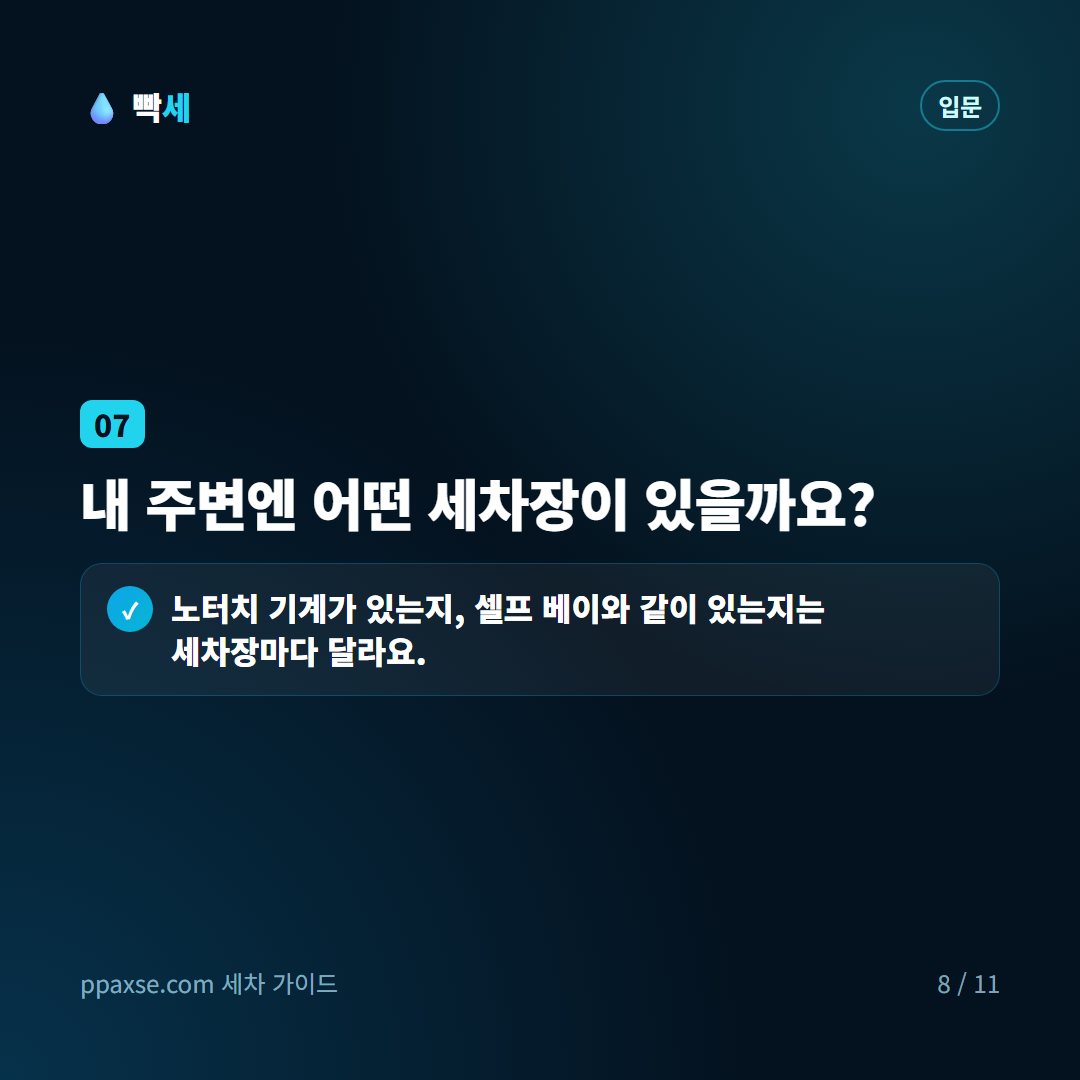 빡세
입문
07
내 주변엔 어떤 세차장이 있을까요?
✓ 노터치 기계가 있는지, 셀프 베이와 같이 있는지는
세차장마다 달라요.
ppaxse.com 세차 가이드
8 / 11